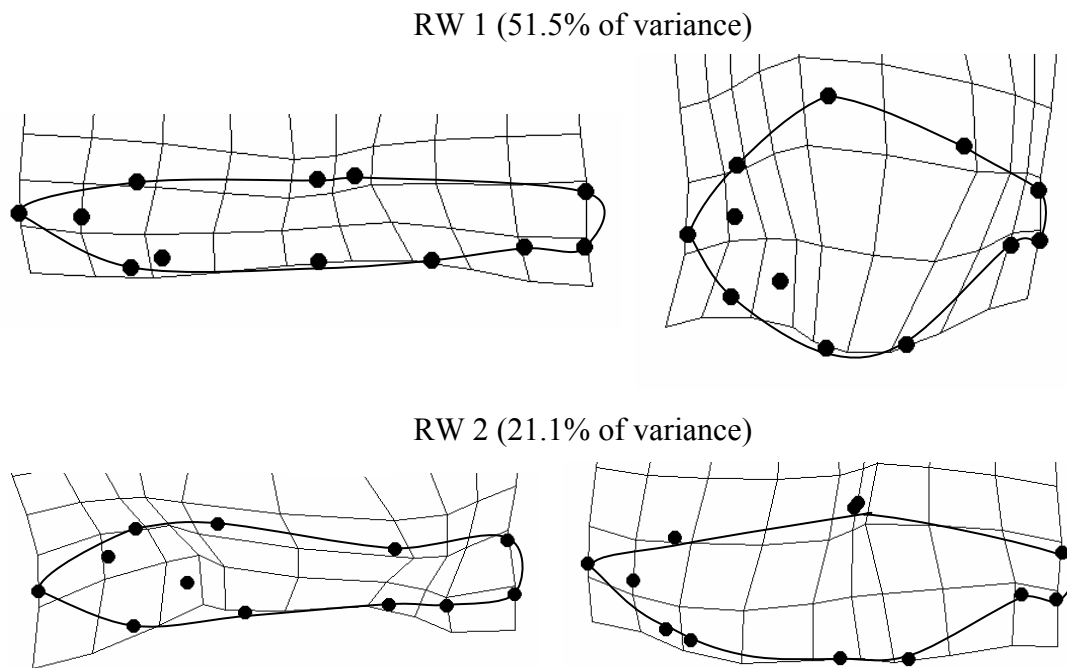 RW 1 (51.5% of variance)
RW 2 (21.1% of variance)